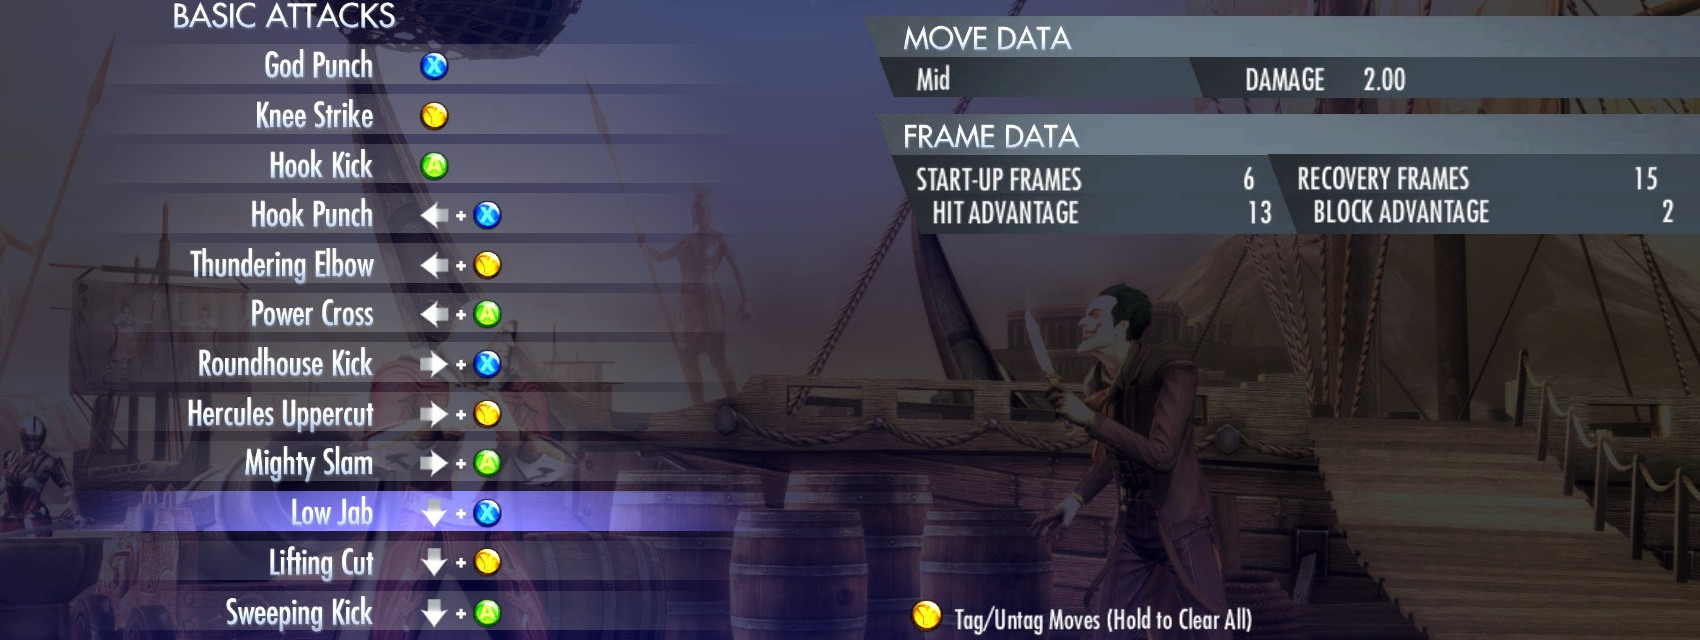 BASIC ATTACKS
God Punch X
Knee Strike Y
Hook Kick A
Hook Punch + X
Thundering Elbow + Y
Power Cross + A
Roundhouse Kick + X
Hercules Uppercut + Y
Mighty Slam + A
Low Jab + X
Lifting Cut + Y
Sweeping Kick + A
MOVE DATA
Mid DAMAGE 2.00
FRAME DATA
START-UP FRAMES 6 RECOVERY FRAMES 15
HIT ADVANTAGE 13 BLOCK ADVANTAGE 2
Y Tag/Untag Moves (Hold to Clear All)